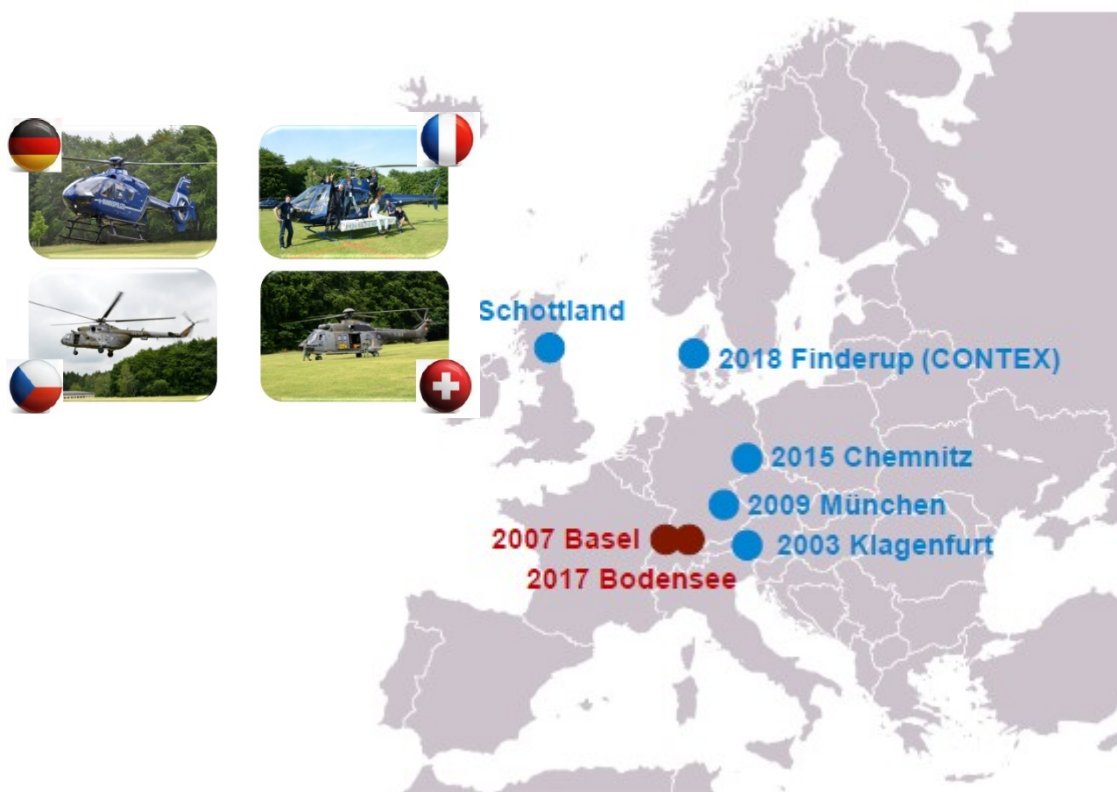 Schottland
2018 Finderup (CONTEX)
2015 Chemnitz
2009 München
2007 Basel
2003 Klagenfurt
2017 Bodensee